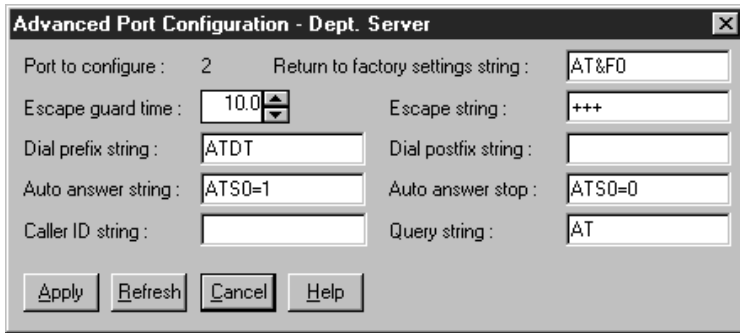 Advanced Port Configuration - Dept. Server
Port to configure : 2 Return to factory settings string : AT&F0
Escape guard time : 10.0 Escape string : +++
Dial prefix string : ATDT Dial postfix string :
Auto answer string : ATS0=1 Auto answer stop : ATS0=0
Caller ID string : Query string : AT
Apply Refresh Cancel Help